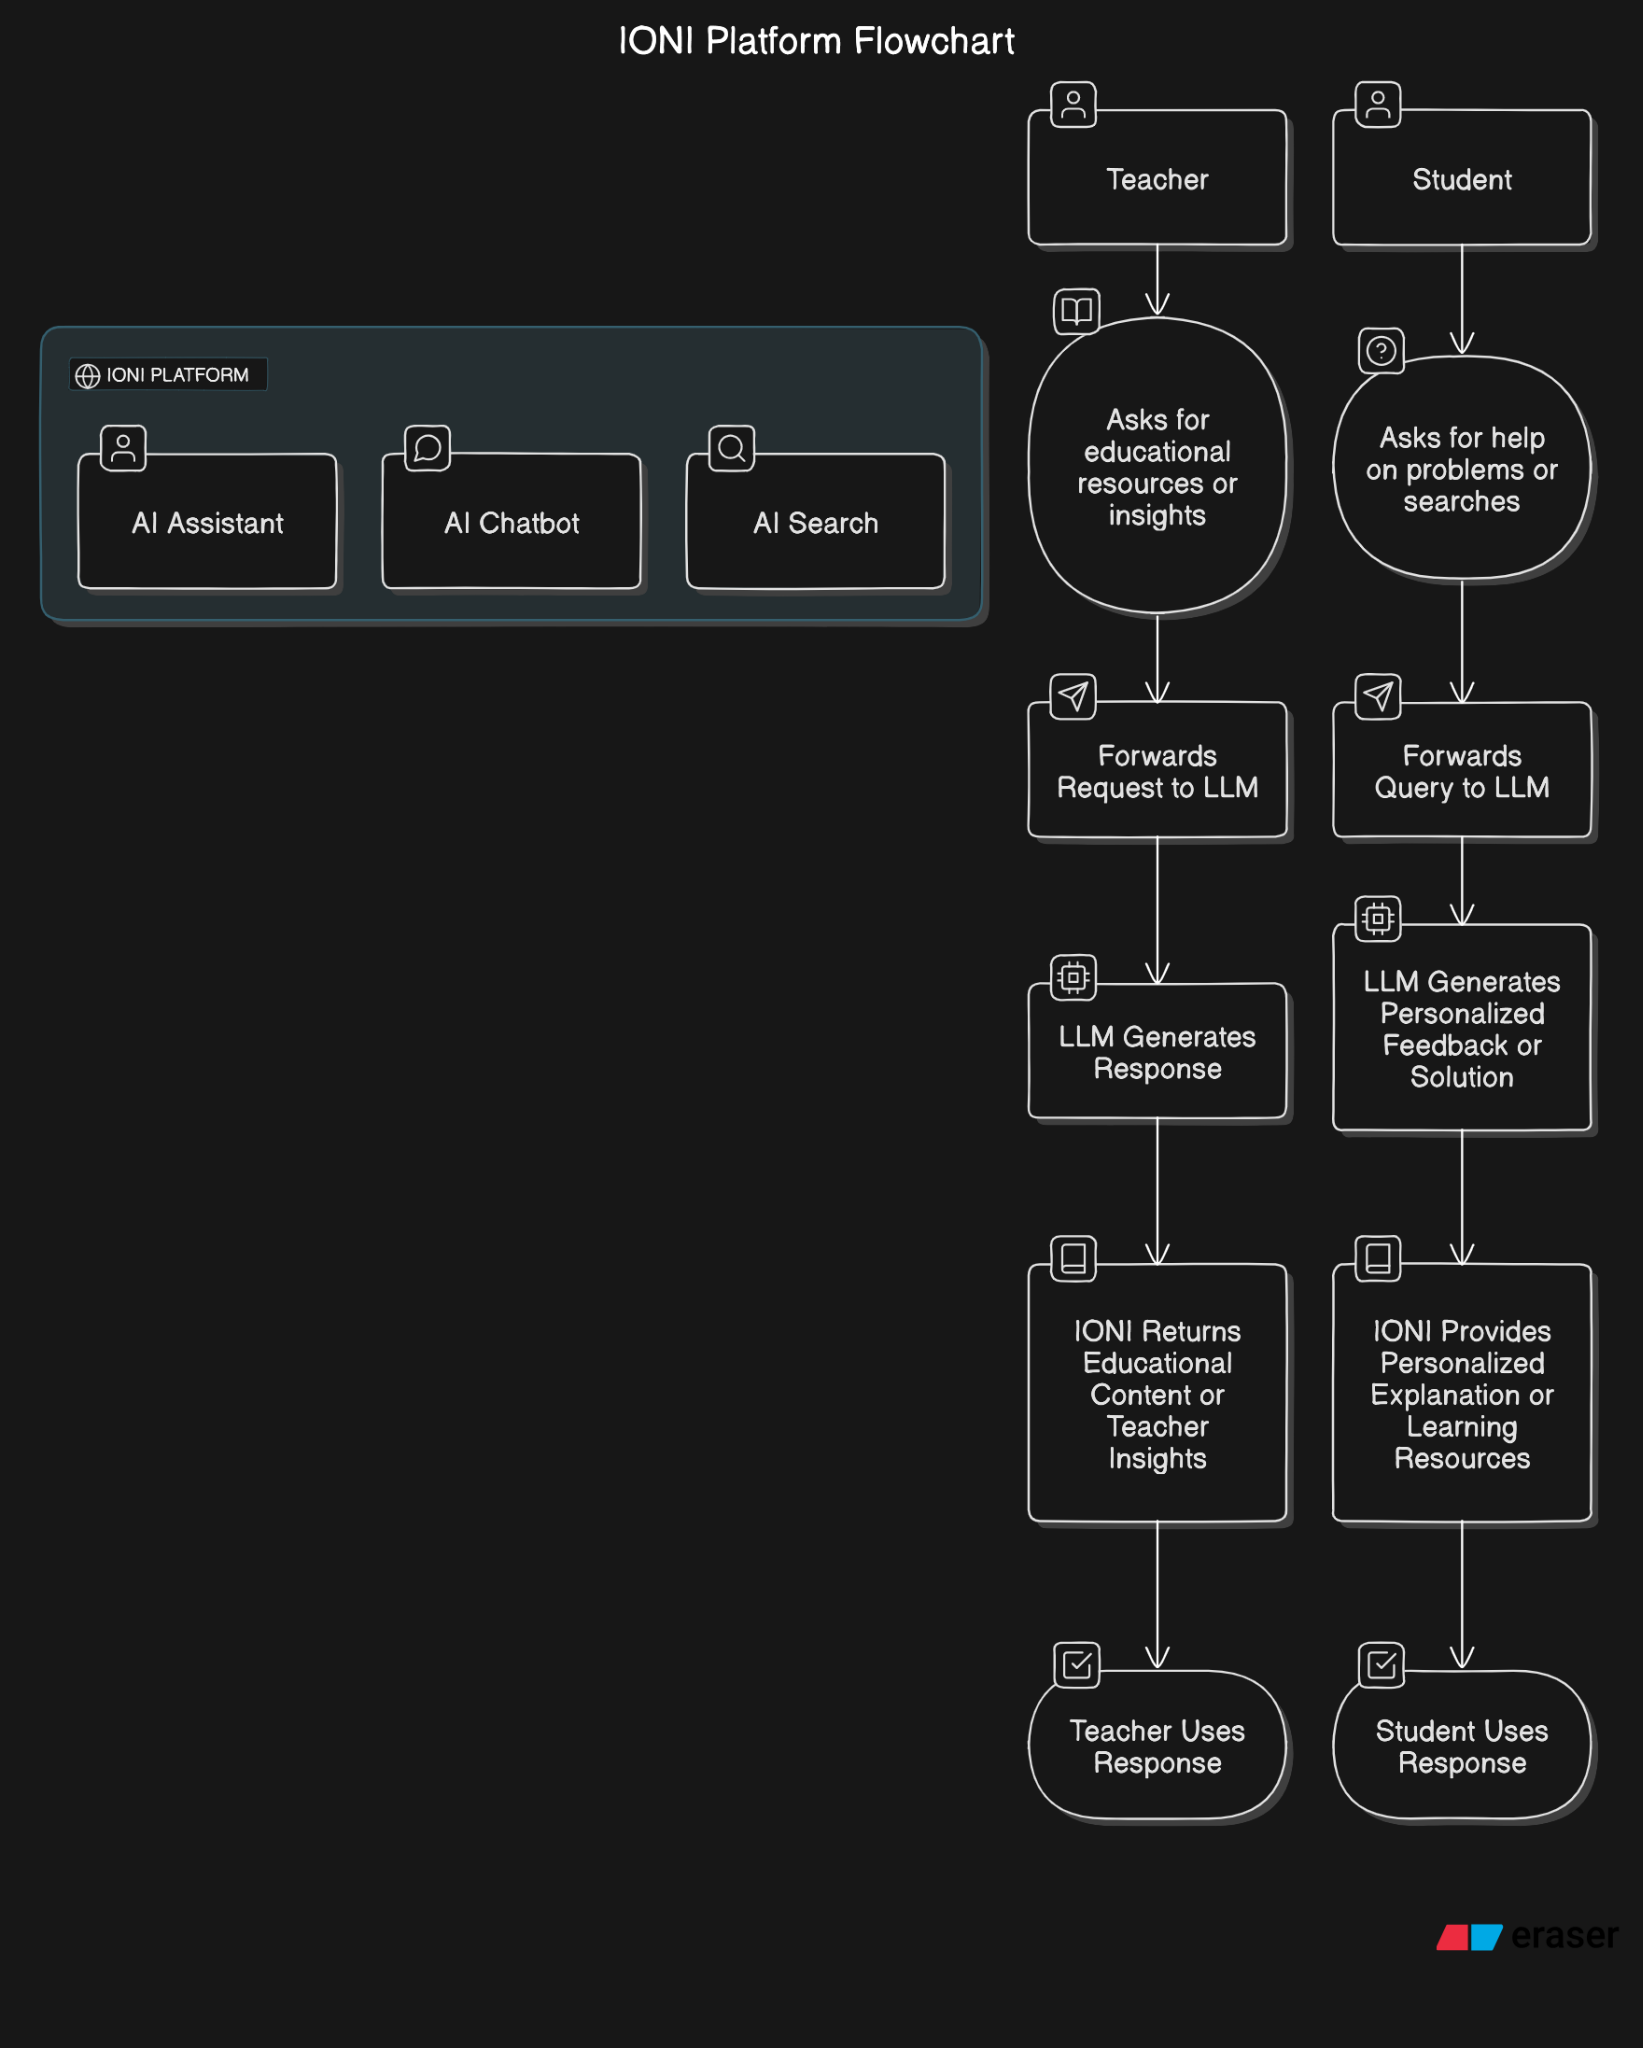 IONI Platform Flowchart
Teacher
Student
IONI PLATFORM
AI Assistant
AI Chatbot
AI Search
Asks for
educational
resources or
insights
Asks for help
on problems or
searches
Forwards
Request to LLM
Forwards
Query to LLM
LLM Generates
Response
LLM Generates
Personalized
Feedback or
Solution
IONI Returns
Educational
Content or
Teacher
Insights
IONI Provides
Personalized
Explanation or
Learning
Resources
Teacher Uses
Response
Student Uses
Response
eraser